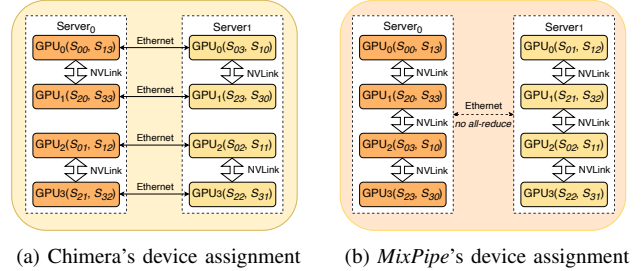 Server0
Server1
GPU0(S00, S13)
Ethernet
GPU0(S03, S10)
NVLink
NVLink
GPU1(S20, S33)
Ethernet
GPU1(S23, S30)
GPU2(S01, S12)
Ethernet
GPU2(S02, S11)
NVLink
NVLink
GPU3(S21, S32)
Ethernet
GPU3(S22, S31)
(a) Chimera's device assignment
Server0
Server1
GPU0(S00, S13)
GPU0(S01, S12)
NVLink
NVLink
GPU1(S20, S33)
GPU1(S21, S32)
Ethernet
no all-reduce
NVLink
NVLink
GPU2(S03, S10)
GPU2(S02, S11)
NVLink
NVLink
GPU3(S23, S30)
GPU3(S22, S31)
(b) MixPipe's device assignment